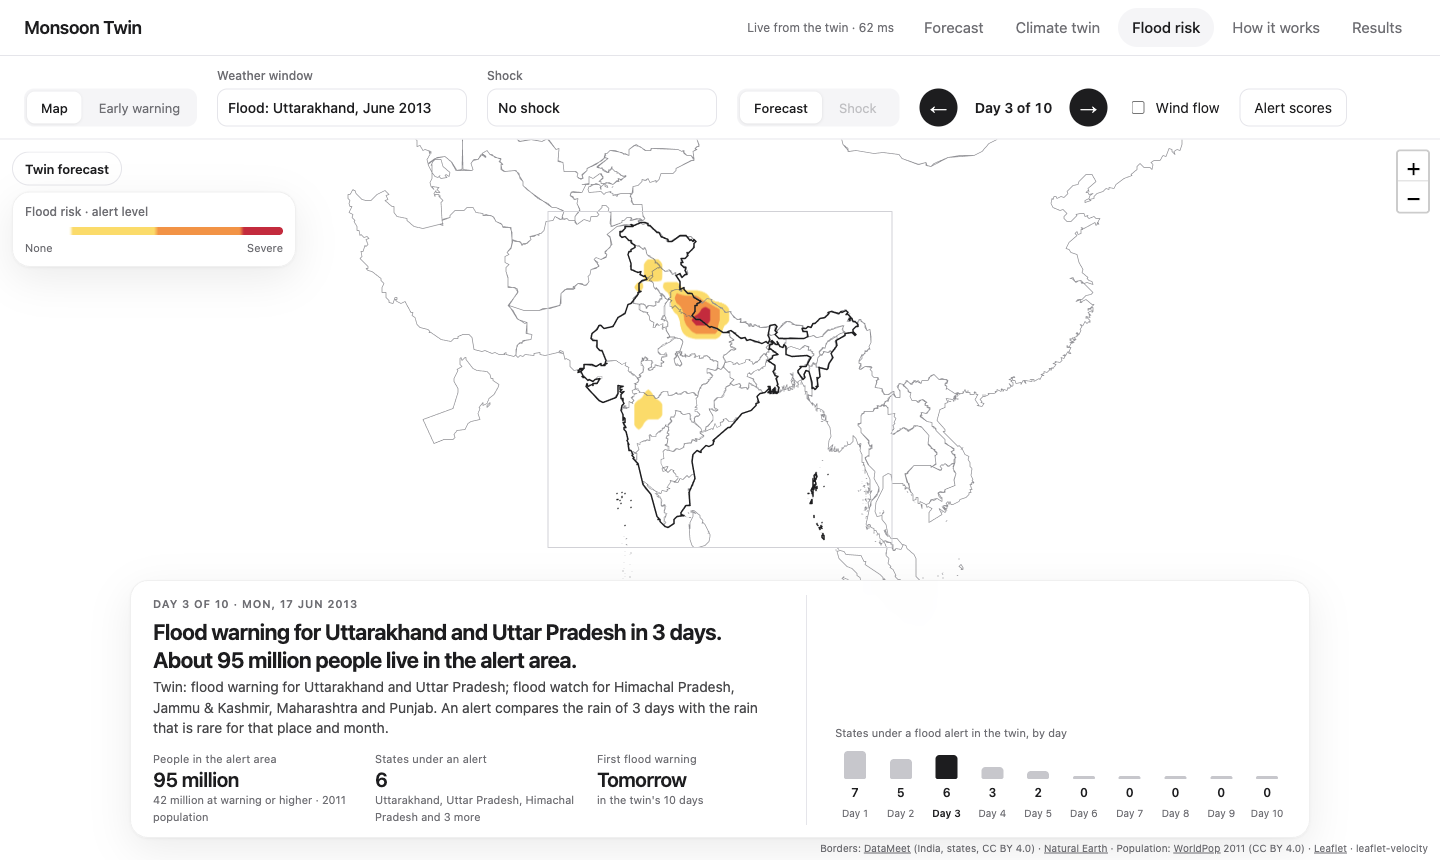 Monsoon Twin
Live from the twin · 62 ms
Forecast
Climate twin
Flood risk
How it works
Results
Map
Early warning
Weather window
Flood: Uttarakhand, June 2013
Shock
No shock
Forecast
Shock
←
Day 3 of 10
→
Wind flow
Alert scores
Twin forecast
Flood risk · alert level
None
Severe
+
−
DAY 3 OF 10 · MON, 17 JUN 2013
Flood warning for Uttarakhand and Uttar Pradesh in 3 days.
About 95 million people live in the alert area.
Twin: flood warning for Uttarakhand and Uttar Pradesh; flood watch for Himachal Pradesh,
Jammu & Kashmir, Maharashtra and Punjab. An alert compares the rain of 3 days with the rain
that is rare for that place and month.
People in the alert area
95 million
42 million at warning or higher · 2011
population
States under an alert
6
Uttarakhand, Uttar Pradesh, Himachal
Pradesh and 3 more
First flood warning
Tomorrow
in the twin's 10 days
States under a flood alert in the twin, by day
7 5 6 3 2 0 0 0 0 0
Day 1 Day 2 Day 3 Day 4 Day 5 Day 6 Day 7 Day 8 Day 9 Day 10
Borders: DataMeet (India, states, CC BY 4.0) · Natural Earth · Population: WorldPop 2011 (CC BY 4.0) · Leaflet · leaflet-velocity